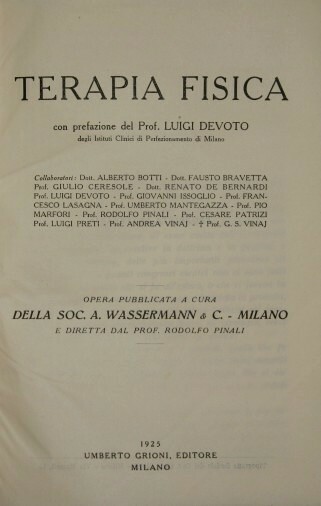 TERAPIA FISICA
con prefazione del Prof. LUIGI DEVOTO
degli Istituti Clinici di Perfezionamento di Milano
Collaboratori: Dott. ALBERTO BOTTI - Dott. FAUSTO BRAVETTA
Prof. GIULIO CERESOLE - Dott. RENATO DE BERNARDI
Prof. LUIGI DEVOTO - Prof. GIOVANNI ISSOGLIO - Prof. FRAN-
CESCO LASAGNA - Prof. UMBERTO MANTEGAZZA - Prof. PIO
MARFORI - Prof. RODOLFO PINALI - Prof. CESARE PATRIZI
Prof. LUIGI PRETI - Prof. ANDREA VINAJ - † Prof. G. S. VINAJ
OPERA PUBBLICATA A CURA
DELLA SOC. A. WASSERMANN & C. - MILANO
E DIRETTA DAL PROF. RODOLFO PINALI
1925
UMBERTO GRIONI, EDITORE
MILANO